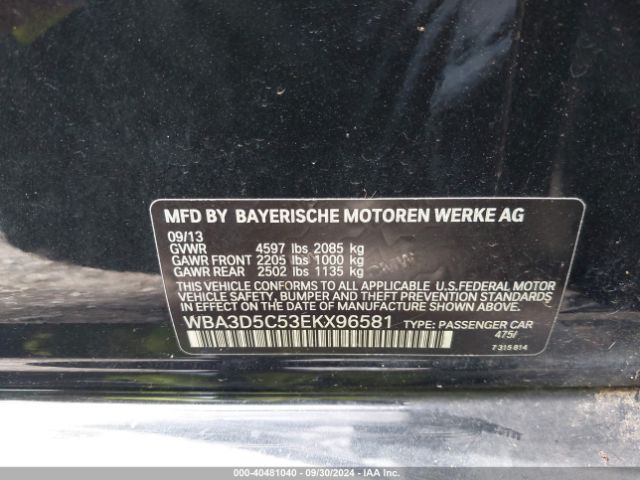 MFD BY BAYERISCHE MOTOREN WERKE AG
09/13
GVWR 4597 lbs 2085 kg
GAWR FRONT 2205 lbs 1000 kg
GAWR REAR 2502 lbs 1135 kg
THIS VEHICLE CONFORMS TO ALL APPLICABLE U.S.FEDERAL MOTOR
VEHICLE SAFETY, BUMPER, AND THEFT PREVENTION STANDARDS
IN EFFECT ON THE DATE OF MANUFACTURE SHOWN ABOVE.
WBA3D5C53EKX96581 TYPE: PASSENGER CAR
475/
7 315 814
000-40481040 - 09/30/2024 - IAA Inc.